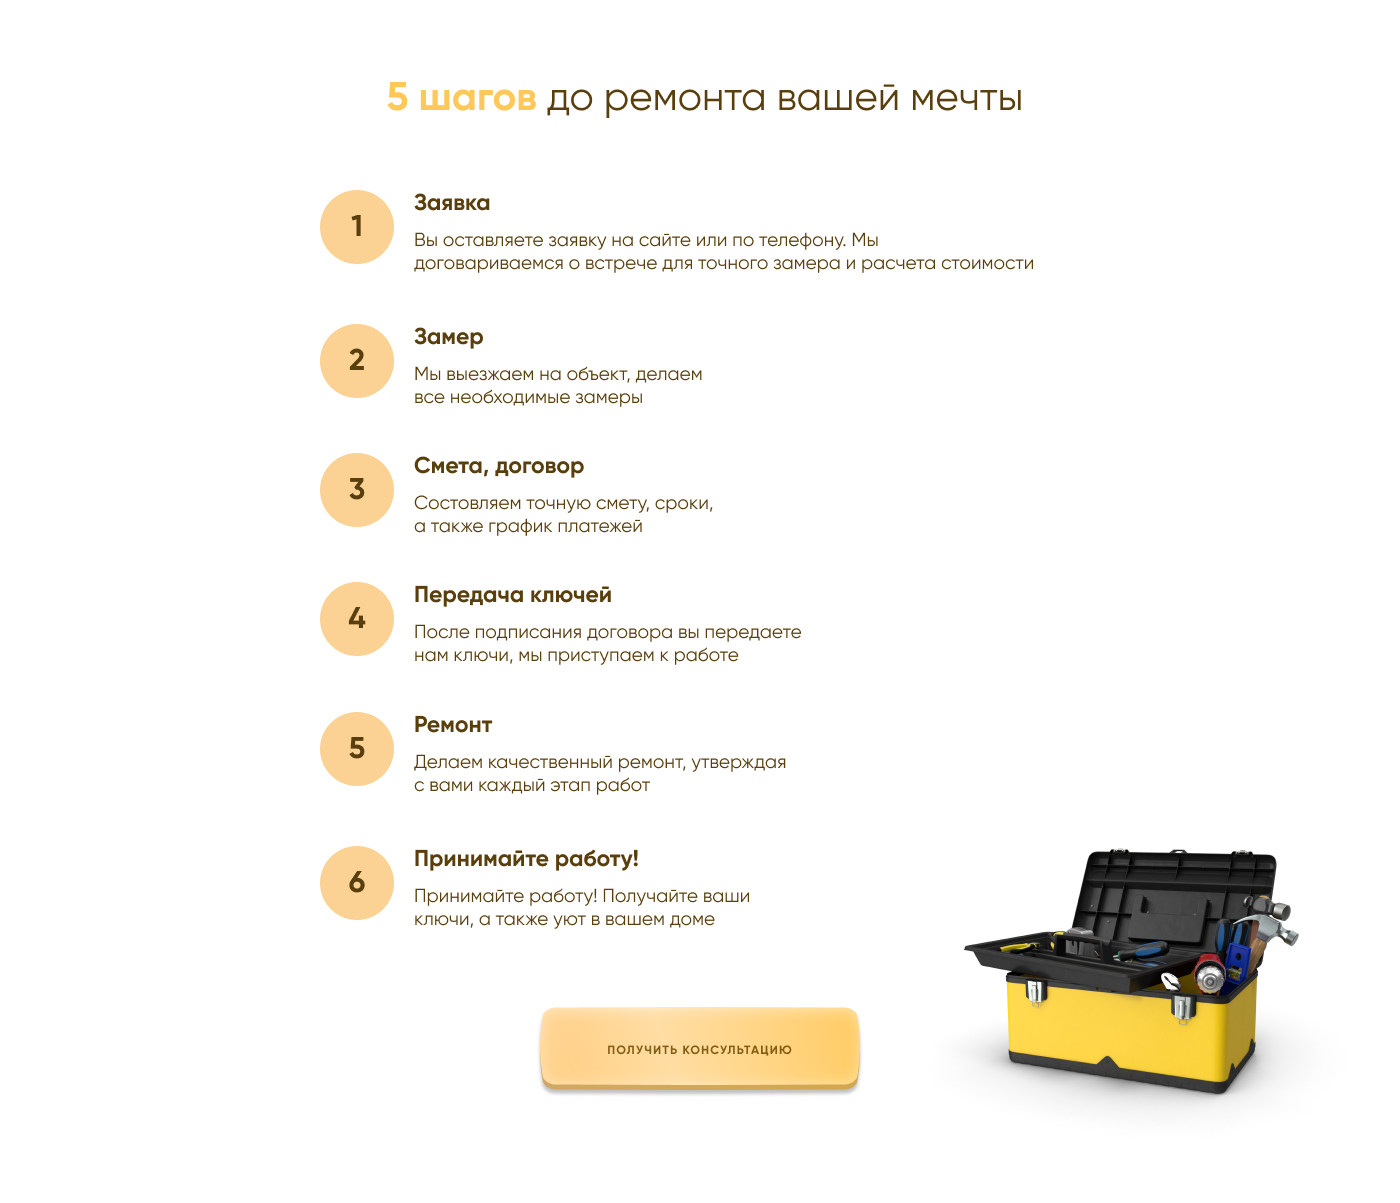 5 шагов до ремонта вашей мечты
1
Заявка
Вы оставляете заявку на сайте или по телефону. Мы
договариваемся о встрече для точного замера и расчета стоимости
2
Замер
Мы выезжаем на объект, делаем
все необходимые замеры
3
Смета, договор
Состовляем точную смету, сроки,
а также график платежей
4
Передача ключей
После подписания договора вы передаете
нам ключи, мы приступаем к работе
5
Ремонт
Делаем качественный ремонт, утверждая
с вами каждый этап работ
6
Принимайте работу!
Принимайте работу! Получайте ваши
ключи, а также уют в вашем доме
ПОЛУЧИТЬ КОНСУЛЬТАЦИЮ